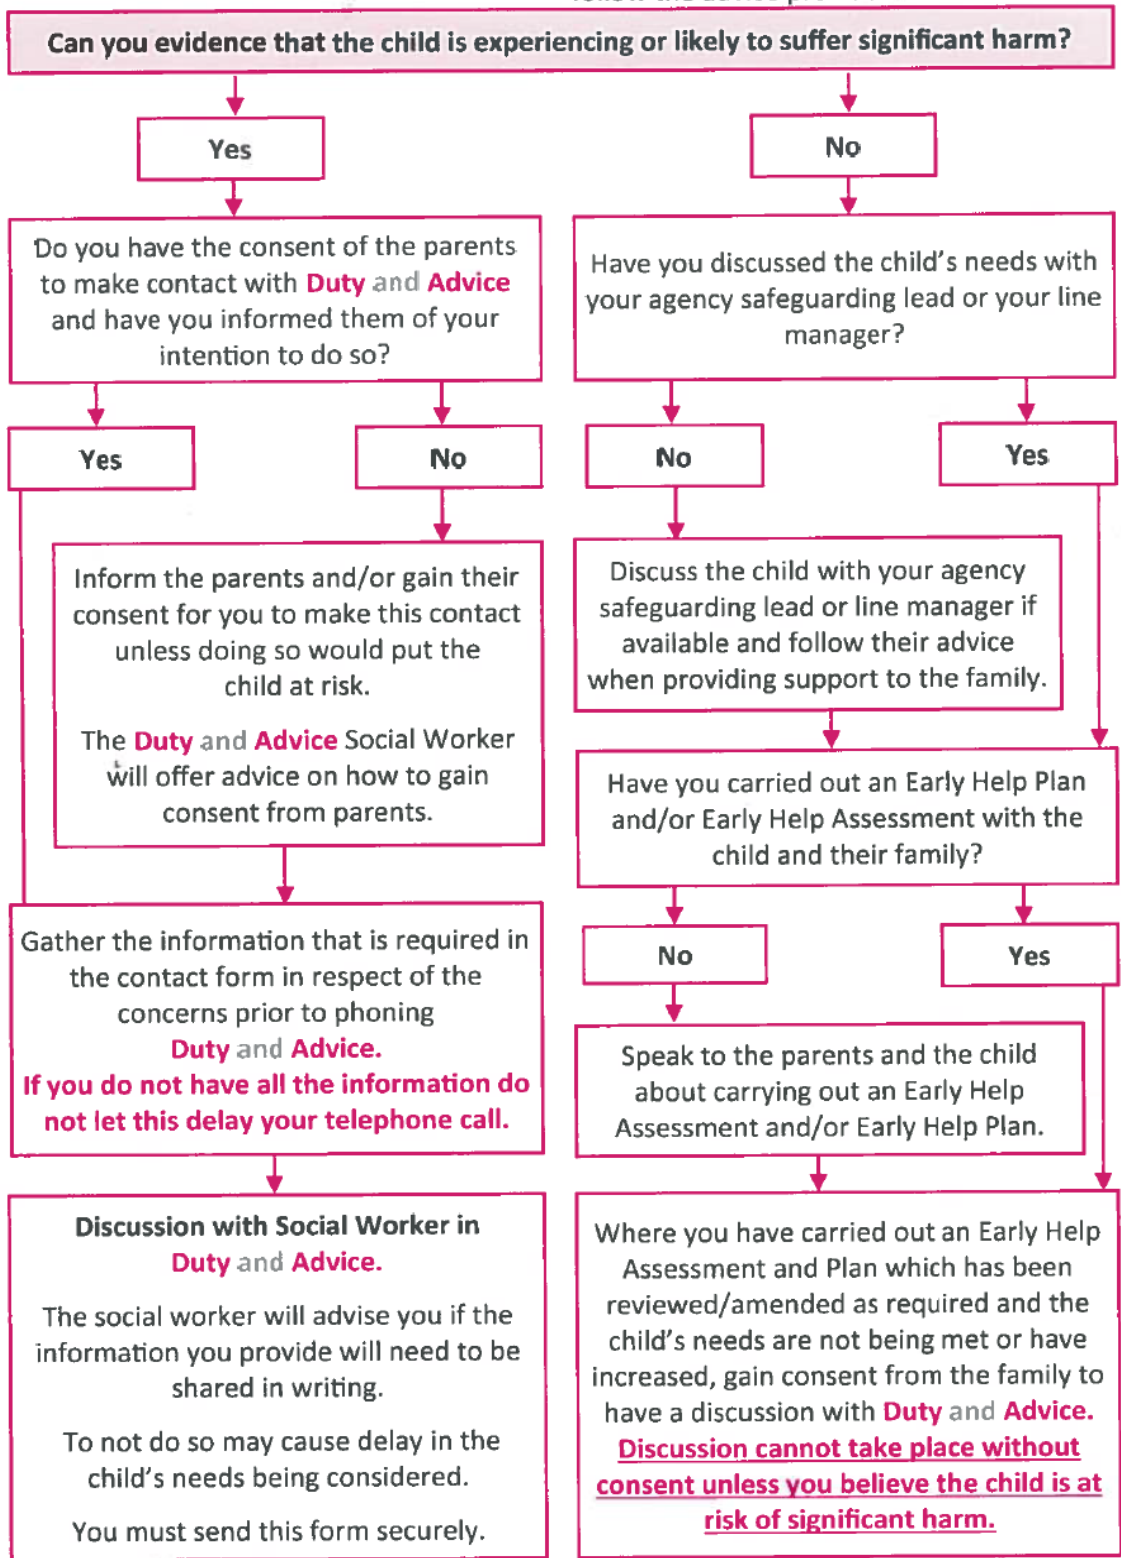 follow the advice
Can you evidence that the child is experiencing or likely to suffer significant harm?
Yes
No
Do you have the consent of the parents
to make contact with Duty and Advice
and have you informed them of your
intention to do so?
Have you discussed the child's needs with
your agency safeguarding lead or your line
manager?
Yes
No
No
Yes
Inform the parents and/or gain their
consent for you to make this contact
unless doing so would put the
child at risk.
The Duty and Advice Social Worker
will offer advice on how to gain
consent from parents.
Discuss the child with your agency
safeguarding lead or line manager if
available and follow their advice
when providing support to the family.
Have you carried out an Early Help Plan
and/or Early Help Assessment with the
child and their family?
Gather the information that is required in
the contact form in respect of the
concerns prior to phoning
Duty and Advice.
If you do not have all the information do
not let this delay your telephone call.
No
Yes
Speak to the parents and the child
about carrying out an Early Help
Assessment and/or Early Help Plan.
Discussion with Social Worker in
Duty and Advice.
The social worker will advise you if the
information you provide will need to be
shared in writing.
To not do so may cause delay in the
child's needs being considered.
You must send this form securely.
Where you have carried out an Early Help
Assessment and Plan which has been
reviewed/amended as required and the
child's needs are not being met or have
increased, gain consent from the family to
have a discussion with Duty and Advice.
Discussion cannot take place without
consent unless you believe the child is at
risk of significant harm.